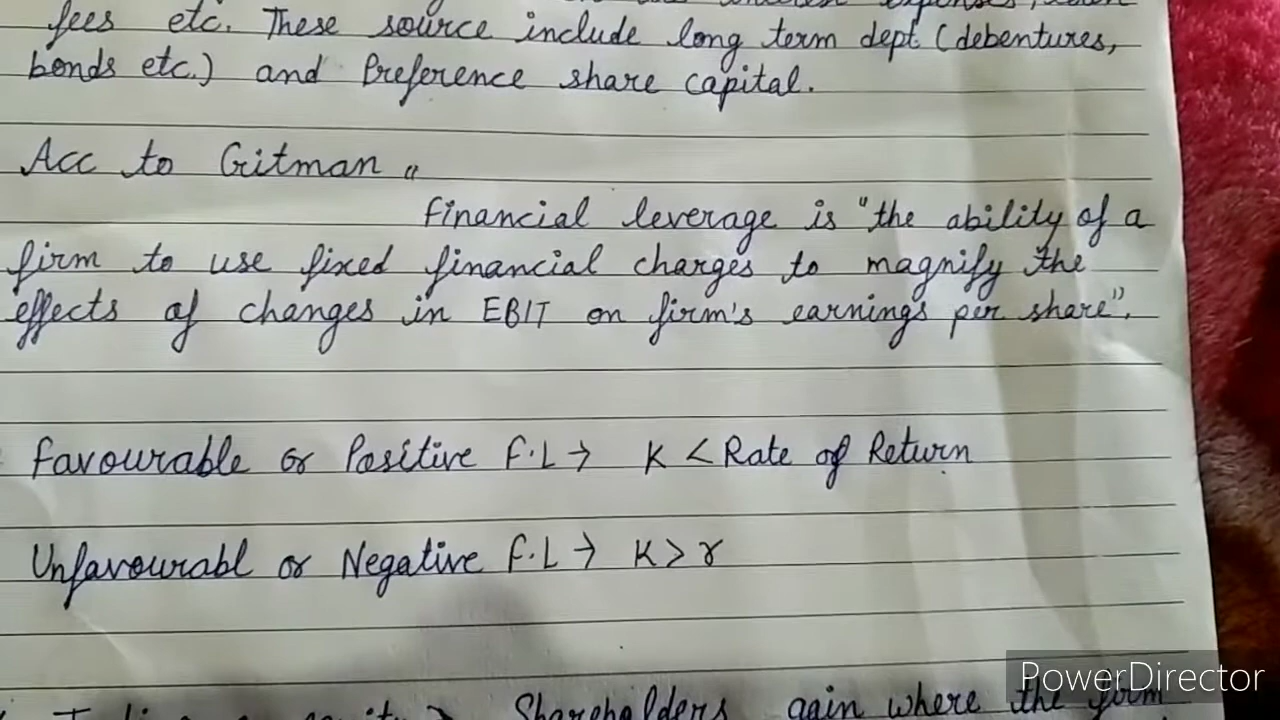 fees etc. These source include long term dept (debentures,
bonds etc.) and Preference share capital.
Acc to Gitman "
Financial leverage is "the ability of a
firm to use fixed financial charges to magnify the
effects of changes in EBIT on firm's earnings per share".
Favourable or Positive F.L → K < Rate of Return
Unfavourabl or Negative F.L → K > r
Shareholders gain where the firm
PowerDirector